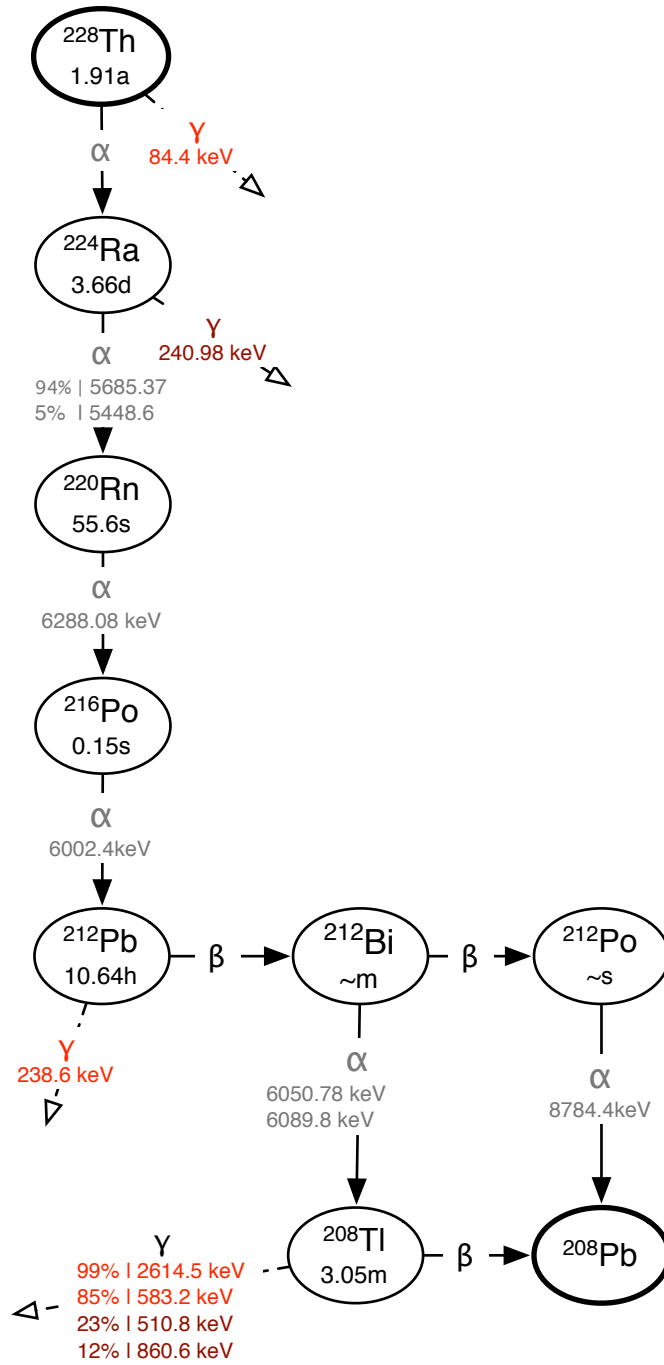 ²²⁸Th
1.91a
α
γ
84.4 keV
²²⁴Ra
3.66d
α
γ
240.98 keV
94% | 5685.37
5% | 5448.6
²²⁰Rn
55.6s
α
6288.08 keV
²¹⁶Po
0.15s
α
6002.4keV
²¹²Pb
10.64h
β
²¹²Bi
~m
β
²¹²Po
~s
γ
238.6 keV
α
6050.78 keV
6089.8 keV
α
8784.4keV
γ
99% | 2614.5 keV
85% | 583.2 keV
23% | 510.8 keV
12% | 860.6 keV
²⁰⁸Tl
3.05m
β
²⁰⁸Pb